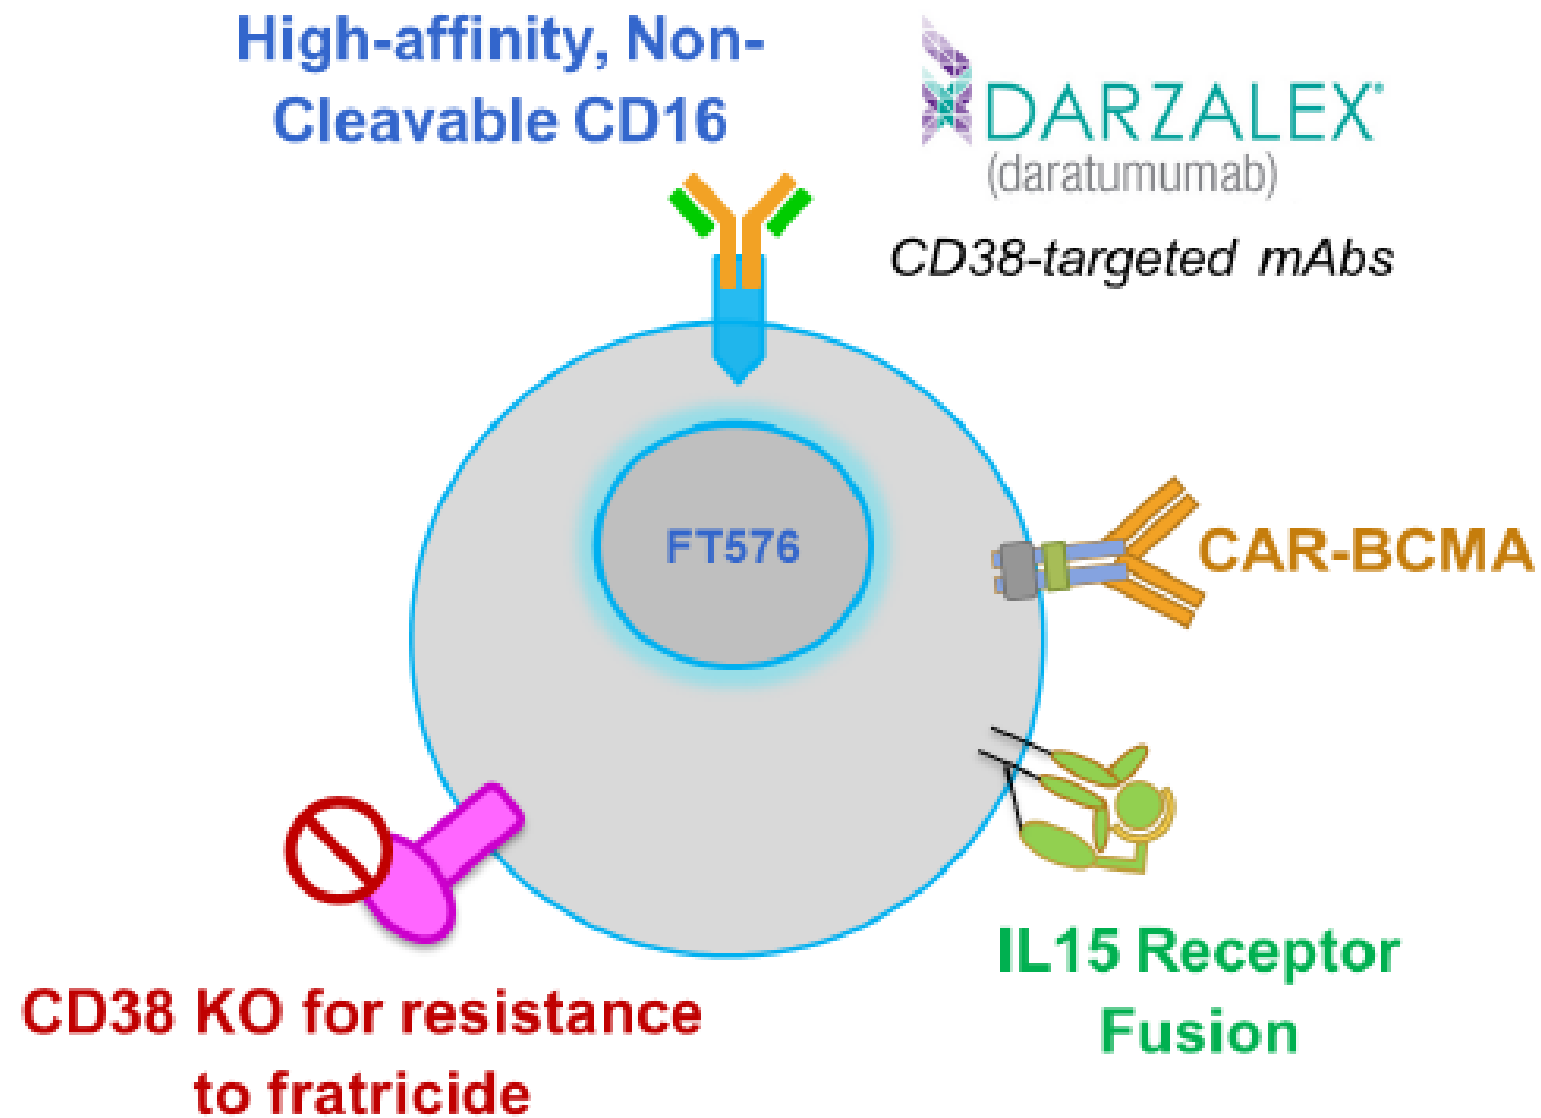 High-affinity, Non-
Cleavable CD16
DARZALEX®
(daratumumab)
CD38-targeted mAbs
FT576
CAR-BCMA
IL15 Receptor
Fusion
CD38 KO for resistance
to fratricide